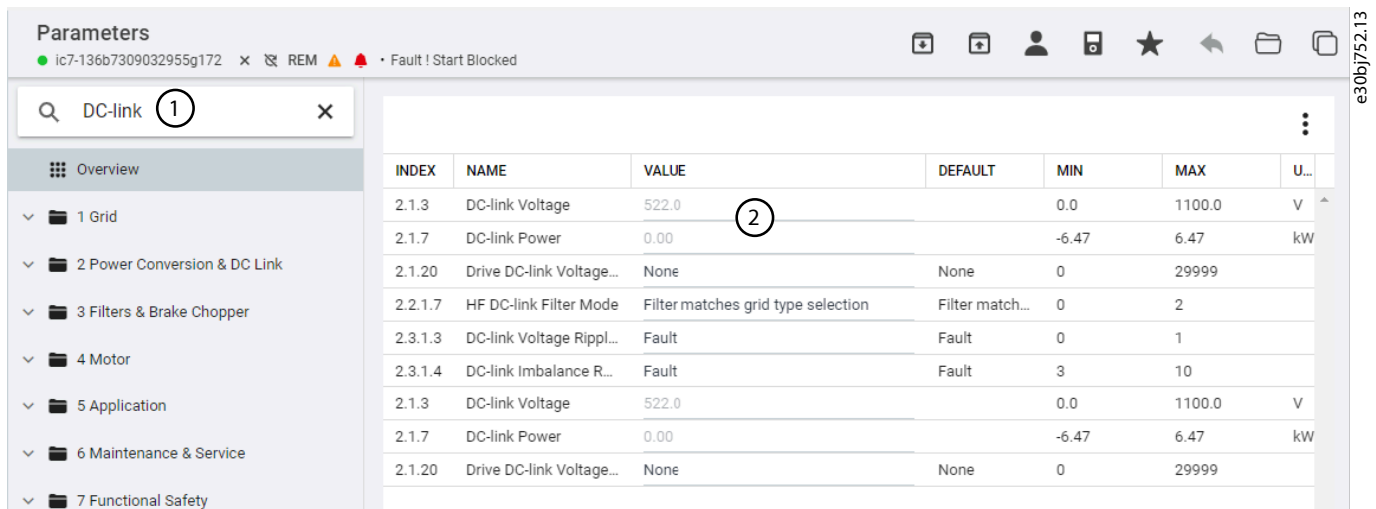 Parameters
ic7-136b7309032955g172 REM • Fault ! Start Blocked
e30bj752.13
DC-link 1
Overview
1 Grid
2 Power Conversion & DC Link
3 Filters & Brake Chopper
4 Motor
5 Application
6 Maintenance & Service
7 Functional Safety
INDEX NAME VALUE DEFAULT MIN MAX U...
2.1.3 DC-link Voltage 522.0 0.0 1100.0 V
2
2.1.7 DC-link Power 0.00 -6.47 6.47 kW
2.1.20 Drive DC-link Voltage... None None 0 29999
2.2.1.7 HF DC-link Filter Mode Filter matches grid type selection Filter match... 0 2
2.3.1.3 DC-link Voltage Rippl... Fault Fault 0 1
2.3.1.4 DC-link Imbalance R... Fault Fault 3 10
2.1.3 DC-link Voltage 522.0 0.0 1100.0 V
2.1.7 DC-link Power 0.00 -6.47 6.47 kW
2.1.20 Drive DC-link Voltage... None None 0 29999